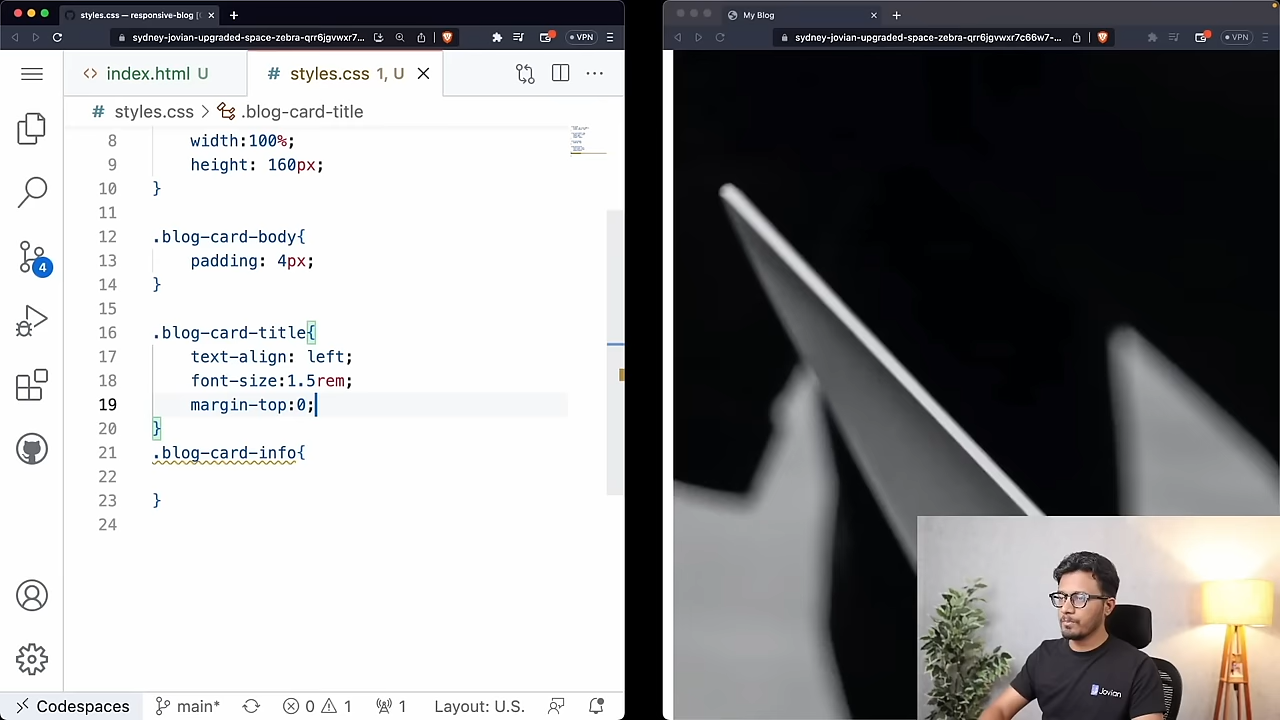 styles.css — responsive-blog [C
My Blog
sydney-jovian-upgraded-space-zebra-qrr6jgvwxr7...
VPN
sydney-jovian-upgraded-space-zebra-qrr6jgvwxr7c66w7-...
VPN
index.html U
# styles.css 1, U
# styles.css > .blog-card-title
8 width:100%;
9 height: 160px;
10 }
11
12 .blog-card-body{
13 padding: 4px;
14 }
15
16 .blog-card-title{
17 text-align: left;
18 font-size:1.5rem;
19 margin-top:0;
20 }
21 .blog-card-info{
22
23 }
24
4
Jovian
Codespaces main* 0 1 1 Layout: U.S.